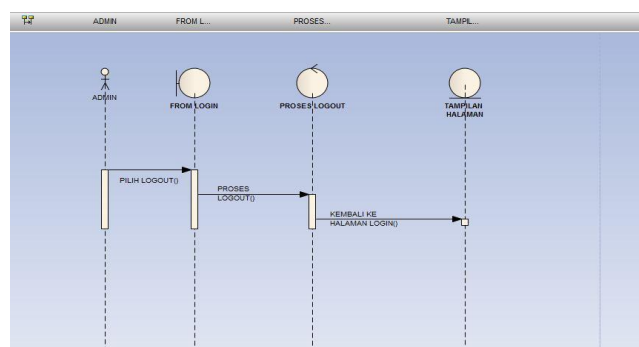 ADMIN FROM L... PROSES... TAMPIL...
ADMIN
FROM LOGIN
PROSES LOGOUT
TAMPILAN
HALAMAN
PILIH LOGOUT()
PROSES
LOGOUT()
KEMBALI KE
HALAMAN LOGIN()